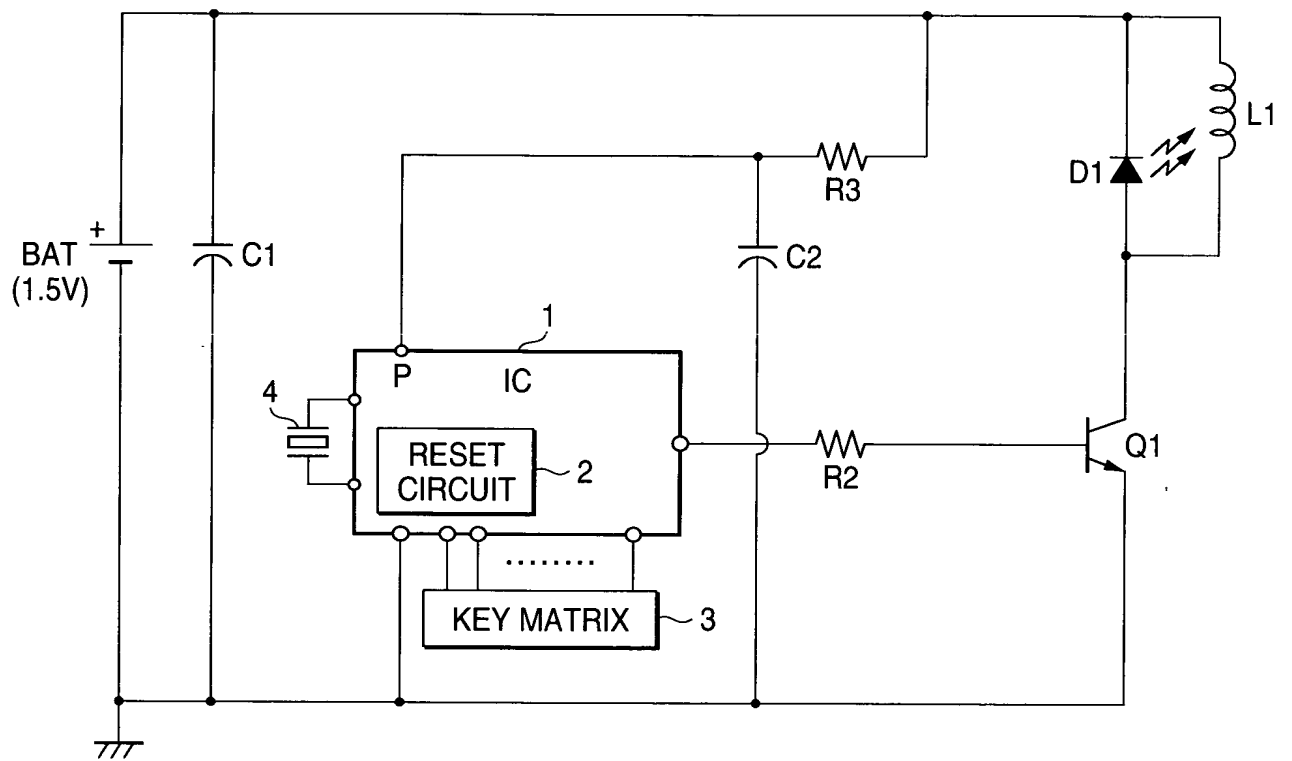 L1
D1
R3
+
BAT
(1.5V)
C1
C2
1
P
IC
4
RESET
CIRCUIT
2
R2
Q1
KEY MATRIX
3